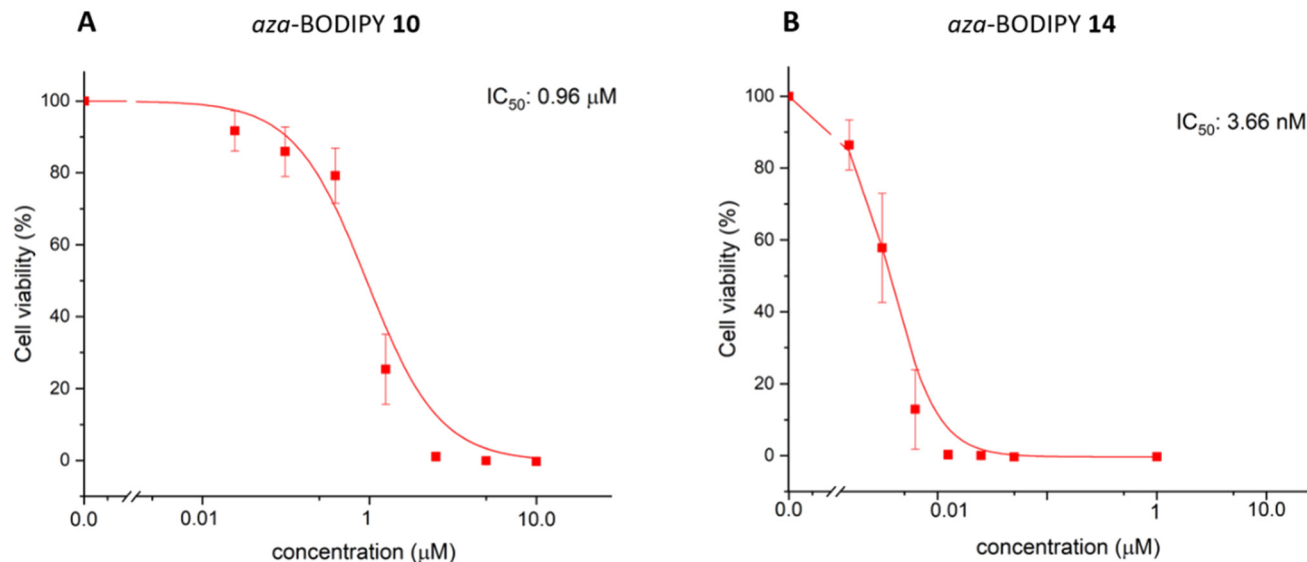 A
aza-BODIPY 10
IC50: 0.96 μM
Cell viability (%)
100
80
60
40
20
0
0.0
0.01
1
10.0
concentration (μM)
B
aza-BODIPY 14
IC50: 3.66 nM
Cell viability (%)
100
80
60
40
20
0
0.0
0.01
1
10.0
concentration (μM)